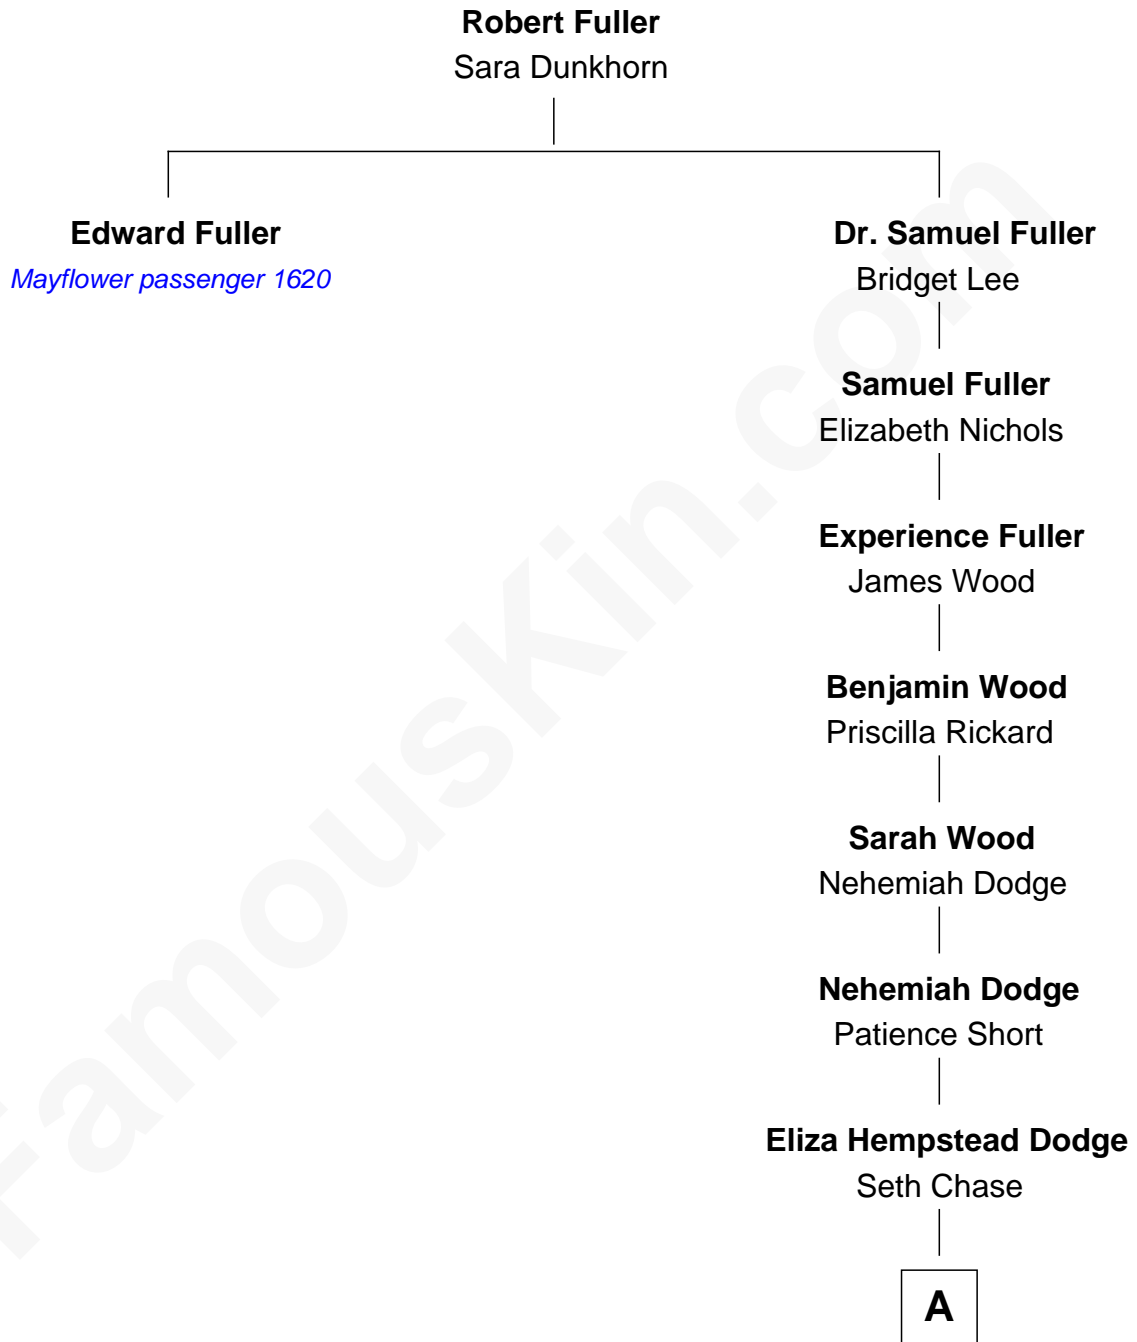 Robert Fuller
Sara Dunkhorn
Edward Fuller
Mayflower passenger 1620
Dr. Samuel Fuller
Bridget Lee
Samuel Fuller
Elizabeth Nichols
Experience Fuller
James Wood
Benjamin Wood
Priscilla Rickard
Sarah Wood
Nehemiah Dodge
Nehemiah Dodge
Patience Short
Eliza Hempstead Dodge
Seth Chase
A
FamousKin.com